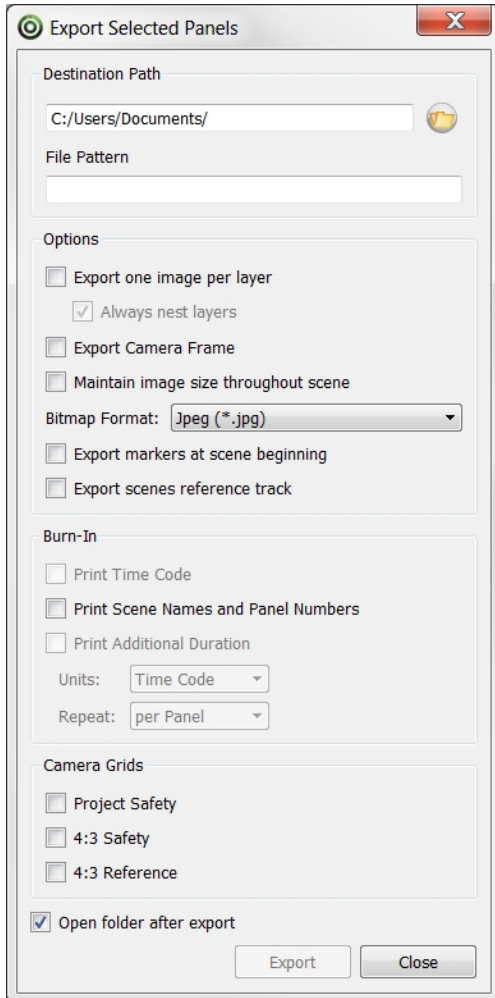 Export Selected Panels
Destination Path
C:/Users/Documents/
File Pattern
Options
Export one image per layer
Always nest layers
Export Camera Frame
Maintain image size throughout scene
Bitmap Format: Jpeg (*.jpg)
Export markers at scene beginning
Export scenes reference track
Burn-In
Print Time Code
Print Scene Names and Panel Numbers
Print Additional Duration
Units: Time Code
Repeat: per Panel
Camera Grids
Project Safety
4:3 Safety
4:3 Reference
Open folder after export
Export Close